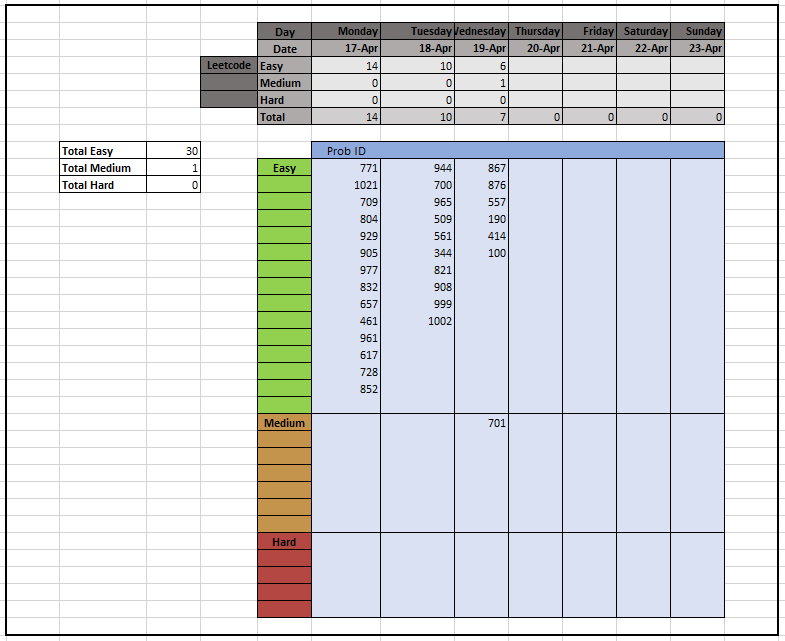 Day Monday Tuesday Wednesday Thursday Friday Saturday Sunday
Date 17-Apr 18-Apr 19-Apr 20-Apr 21-Apr 22-Apr 23-Apr
Leetcode Easy 14 10 6
Medium 0 0 1
Hard 0 0 0
Total 14 10 7 0 0 0 0
Total Easy 30 Prob ID
Total Medium 1 Easy 771 944 867
Total Hard 0 1021 700 876
709 965 557
804 509 190
929 561 414
905 344 100
977 821
832 908
657 999
461 1002
961
617
728
852
Medium 701
Hard